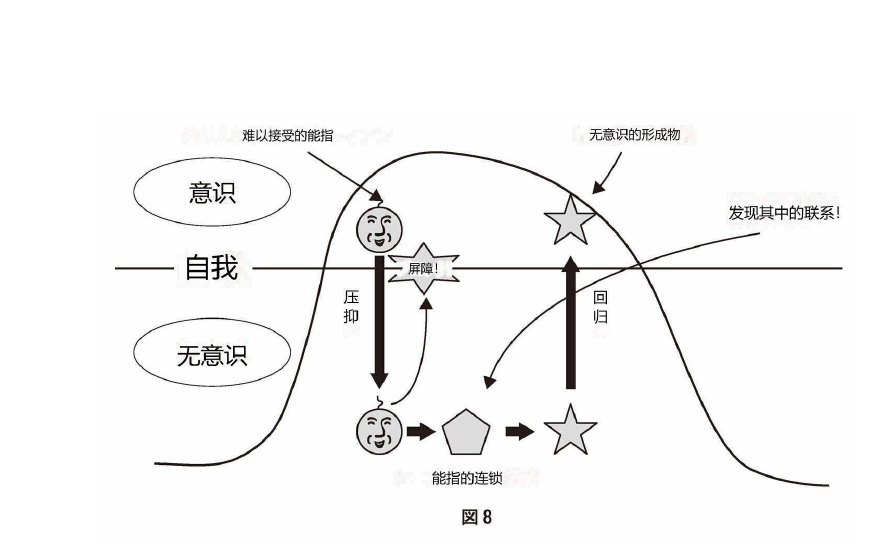 难以接受的能指
无意识的形成物
意识
发现其中的联系！
自我
屏障！
压抑
回归
无意识
能指的连锁
図8